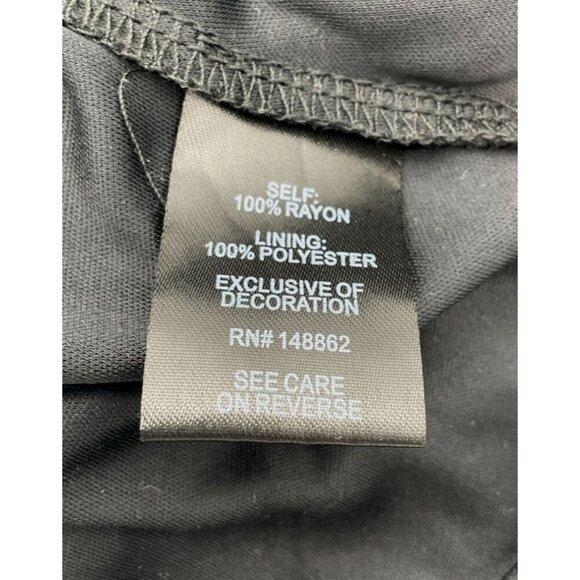 SELF:
100% RAYON
LINING:
100% POLYESTER
EXCLUSIVE OF
DECORATION
RN# 148862
SEE CARE
ON REVERSE